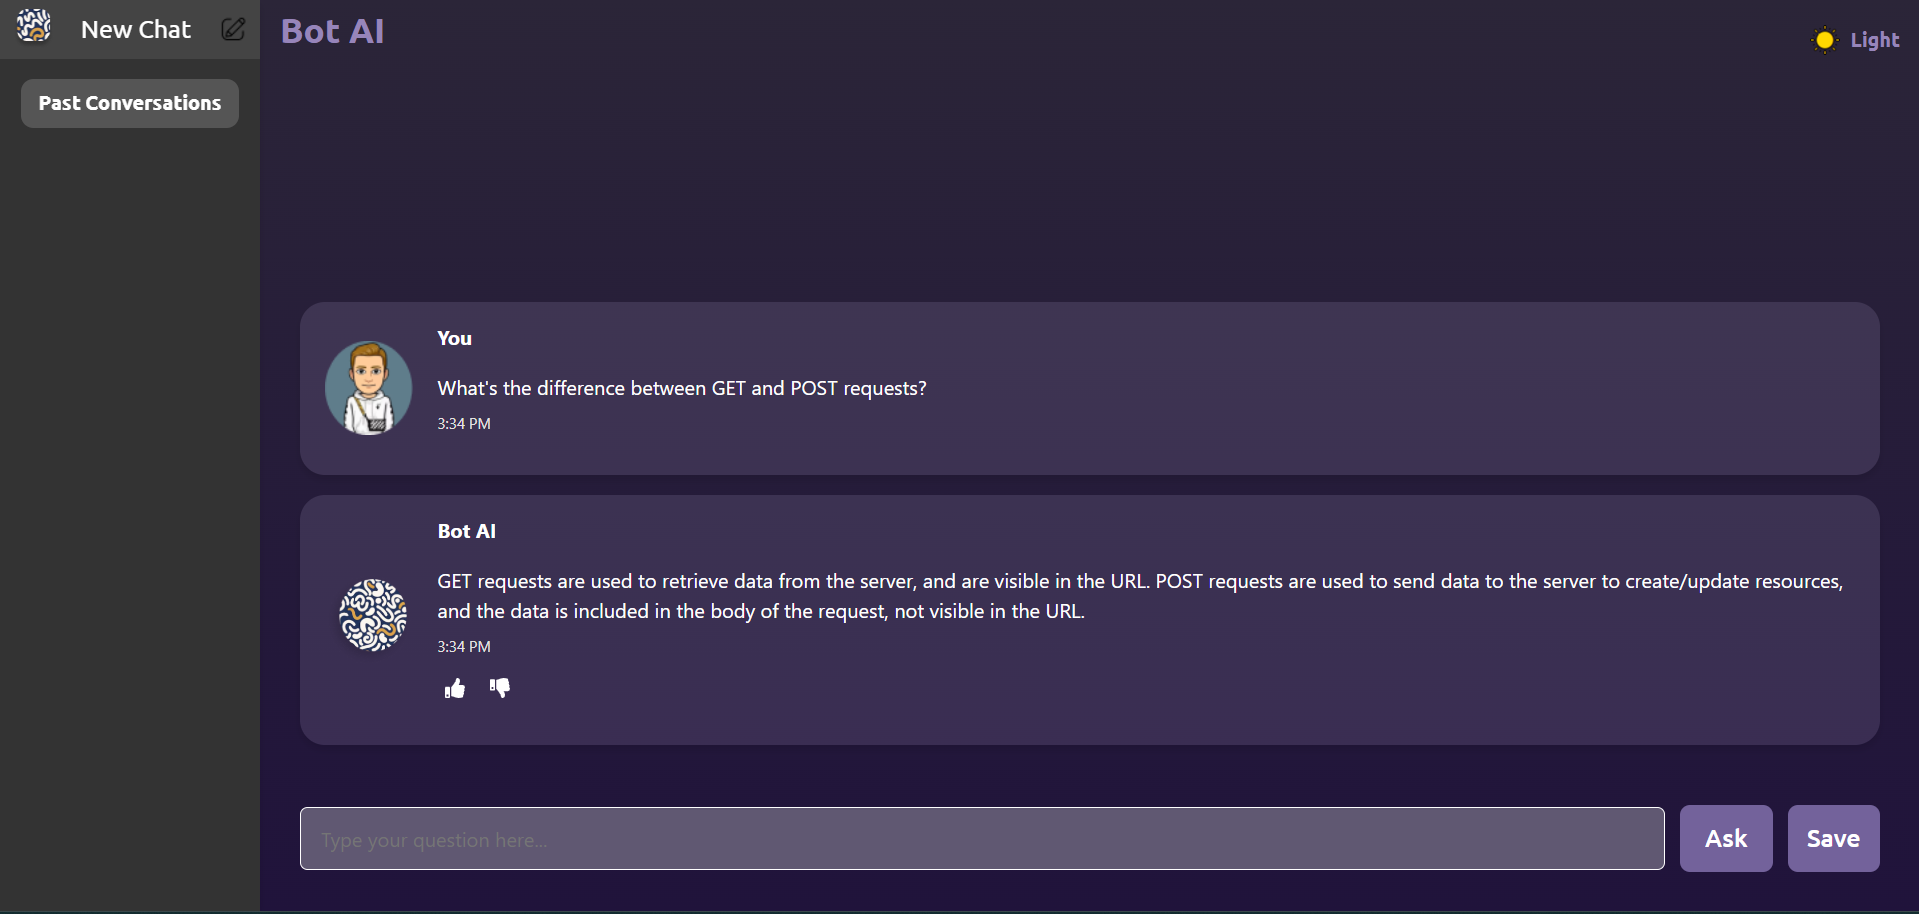 New Chat
Bot AI
Light
Past Conversations
You
What's the difference between GET and POST requests?
3:34 PM
Bot AI
GET requests are used to retrieve data from the server, and are visible in the URL. POST requests are used to send data to the server to create/update resources,
and the data is included in the body of the request, not visible in the URL.
3:34 PM
Type your question here...
Ask
Save